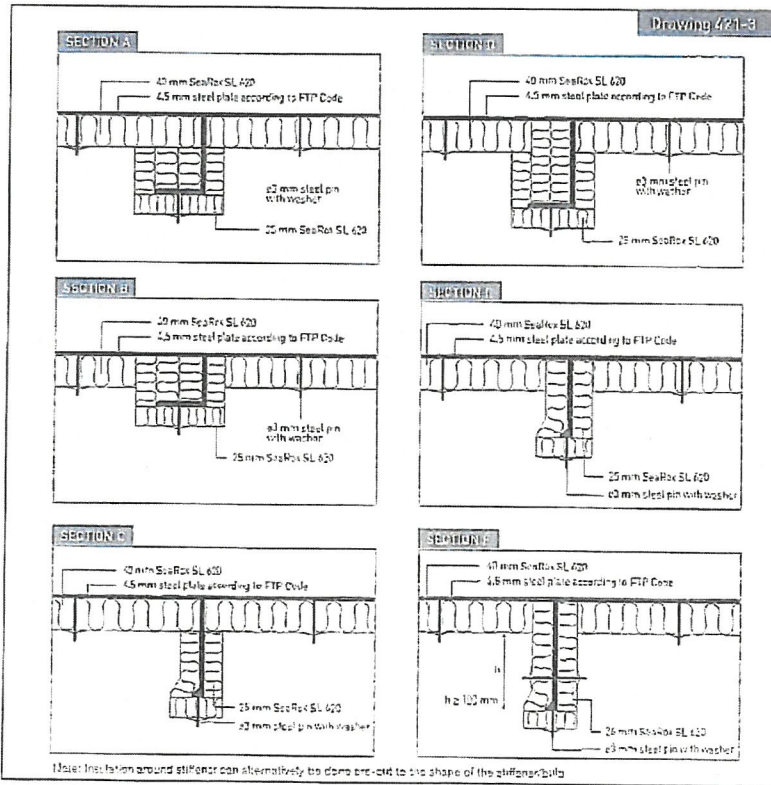 Drawing 421-3
SECTION A
40 mm SeaRox SL 620
4.5 mm steel plate according to FTP Code
ø3 mm steel pin
with washer
25 mm SeaRox SL 620
SECTION D
40 mm SeaRox SL 620
4.5 mm steel plate according to FTP Code
ø3 mm steel pin
with washer
25 mm SeaRox SL 620
SECTION B
40 mm SeaRox SL 620
4.5 mm steel plate according to FTP Code
ø3 mm steel pin
with washer
25 mm SeaRox SL 620
SECTION E
40 mm SeaRox SL 620
4.5 mm steel plate according to FTP Code
25 mm SeaRox SL 620
ø3 mm steel pin with washer
SECTION C
40 mm SeaRox SL 620
4.5 mm steel plate according to FTP Code
25 mm SeaRox SL 620
ø3 mm steel pin with washer
SECTION F
40 mm SeaRox SL 620
4.5 mm steel plate according to FTP Code
h
h ≥ 100 mm
25 mm SeaRox SL 620
ø3 mm steel pin with washer
Note: Insulation around stiffener can alternatively be done pre-cut to the shape of the stiffener/bulb